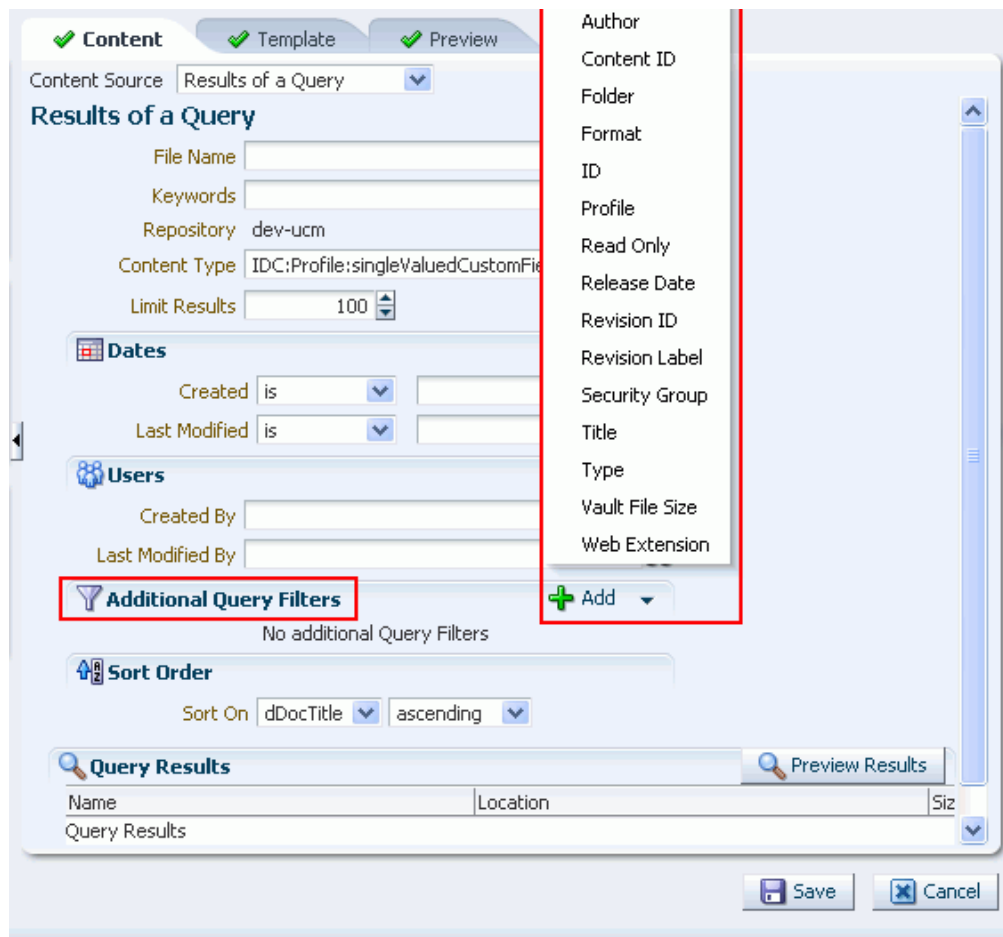 Content
Template
Preview
Content Source Results of a Query
Results of a Query
File Name
Keywords
Repository dev-ucm
Content Type IDC:Profile:singleValuedCustomFie
Limit Results 100
Dates
Created is
Last Modified is
Users
Created By
Last Modified By
Additional Query Filters
Add
Author
Content ID
Folder
Format
ID
Profile
Read Only
Release Date
Revision ID
Revision Label
Security Group
Title
Type
Vault File Size
Web Extension
No additional Query Filters
Sort Order
Sort On dDocTitle ascending
Query Results
Preview Results
Name Location Siz
Query Results
Save Cancel